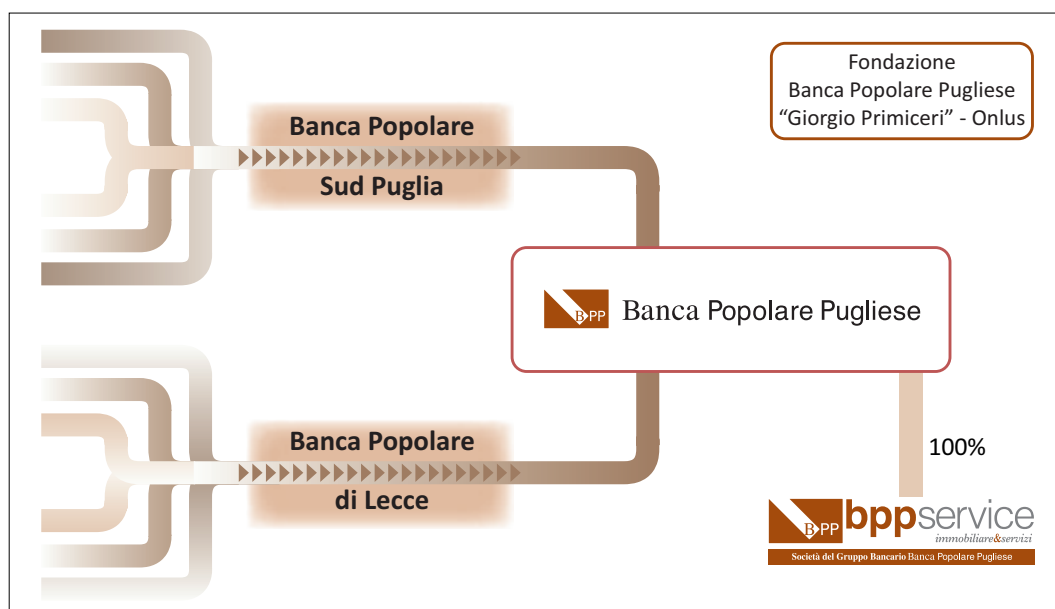 Fondazione
Banca Popolare Pugliese
“Giorgio Primiceri” - Onlus
Banca Popolare
Sud Puglia
BPP Banca Popolare Pugliese
Banca Popolare
di Lecce
100%
BPP bppservice
immobiliare&servizi
Società del Gruppo Bancario Banca Popolare Pugliese